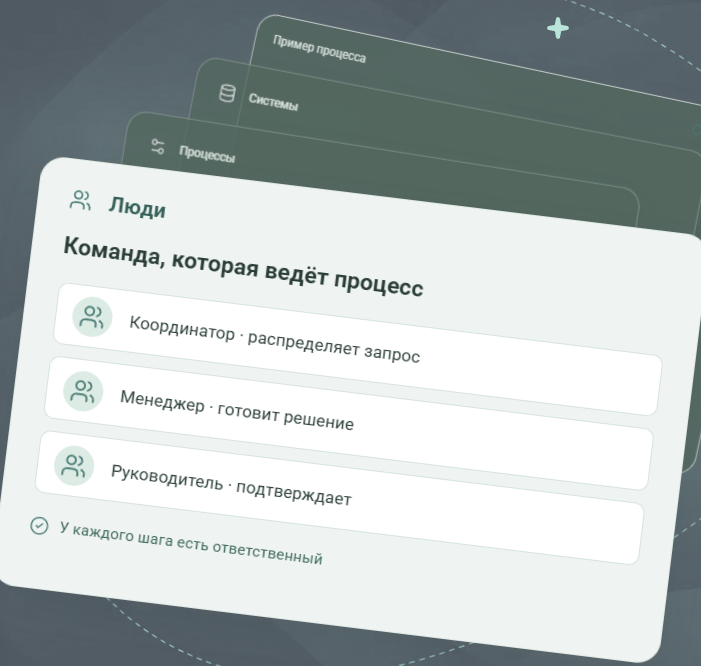 Пример процесса
Системы
Процессы
Люди
Команда, которая ведёт процесс
Координатор · распределяет запрос
Менеджер · готовит решение
Руководитель · подтверждает
У каждого шага есть ответственный